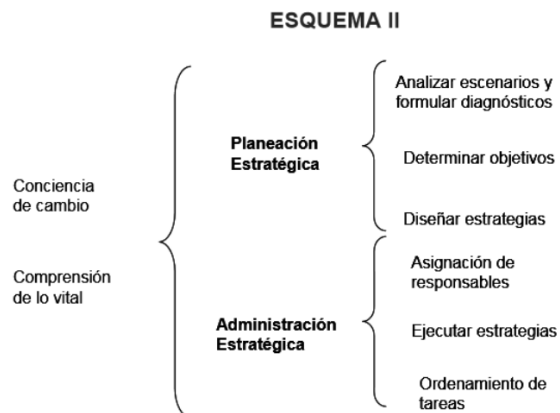 ESQUEMA II
Conciencia
de cambio
Comprensión
de lo vital
Planeación
Estratégica
Analizar escenarios y
formular diagnósticos
Determinar objetivos
Diseñar estrategias
Administración
Estratégica
Asignación de
responsables
Ejecutar estrategias
Ordenamiento de
tareas